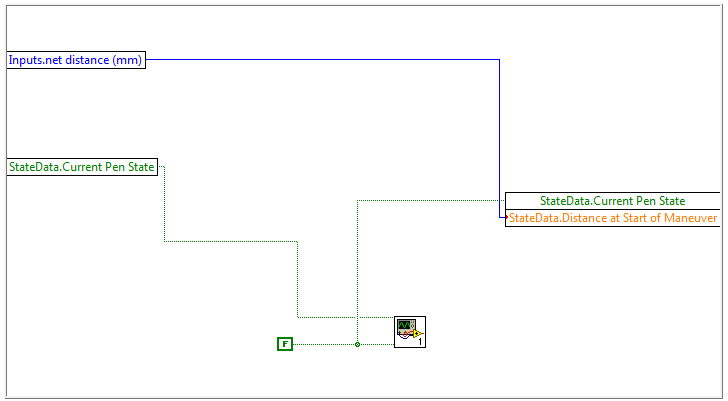 Inputs.net distance (mm)
StateData.Current Pen State
StateData.Current Pen State
StateData.Distance at Start of Maneuver
F
1